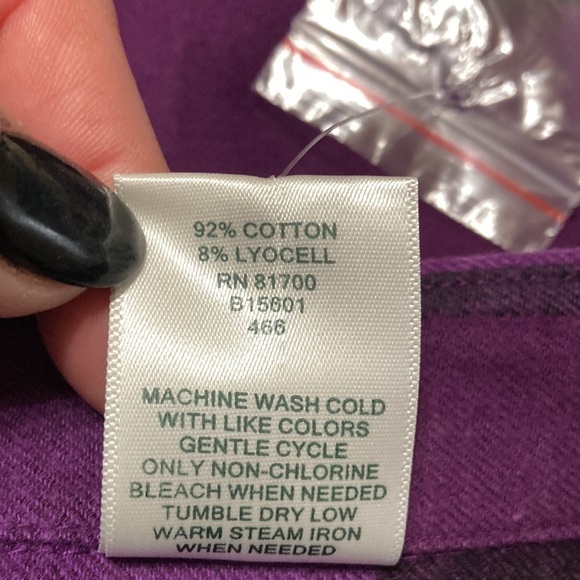 92% COTTON
8% LYOCELL
RN 81700
B15601
466
MACHINE WASH COLD
WITH LIKE COLORS
GENTLE CYCLE
ONLY NON-CHLORINE
BLEACH WHEN NEEDED
TUMBLE DRY LOW
WARM STEAM IRON
WHEN NEEDED